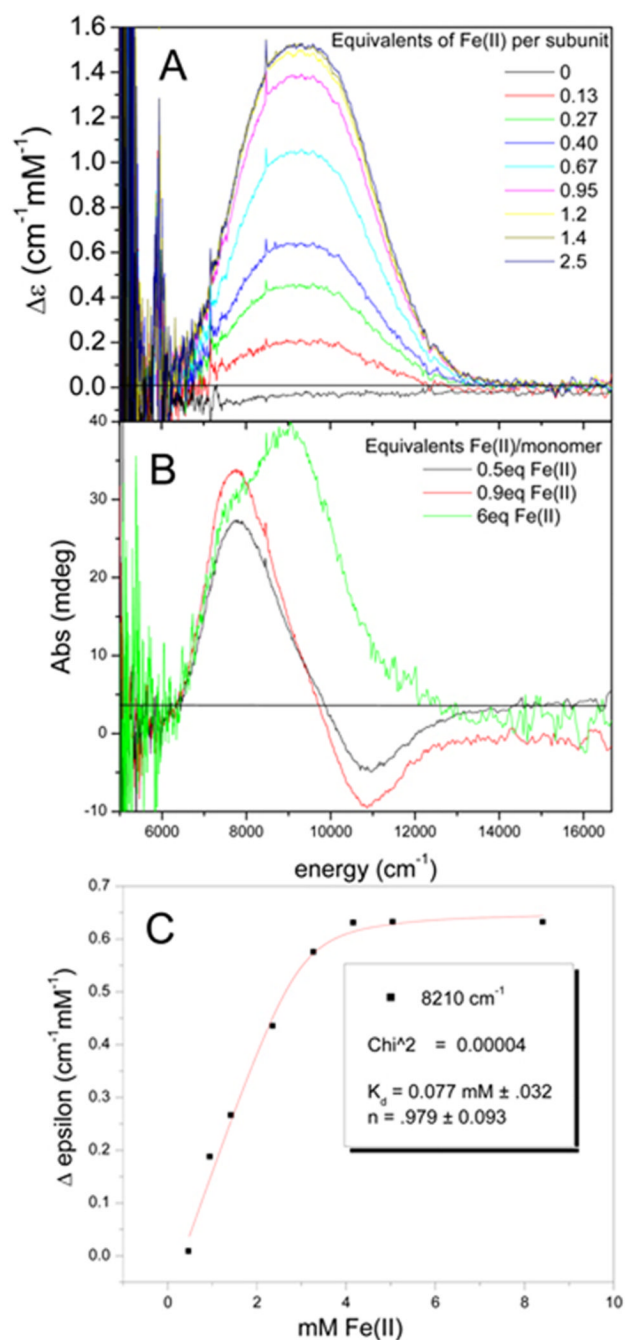 A
Equivalents of Fe(II) per subunit
0
0.13
0.27
0.40
0.67
0.95
1.2
1.4
2.5
1.6
1.4
1.2
1.0
0.8
0.6
0.4
0.2
0.0
Δε (cm⁻¹mM⁻¹)
B
Equivalents Fe(II)/monomer
0.5eq Fe(II)
0.9eq Fe(II)
6eq Fe(II)
40
30
20
10
0
-10
Abs (mdeg)
6000 8000 10000 12000 14000 16000
energy (cm⁻¹)
C
0.7
0.6
0.5
0.4
0.3
0.2
0.1
0.0
Δ epsilon (cm⁻¹mM⁻¹)
8210 cm⁻¹
Chi^2 = 0.00004
K_d = 0.077 mM ± .032
n = .979 ± 0.093
0 2 4 6 8 10
mM Fe(II)